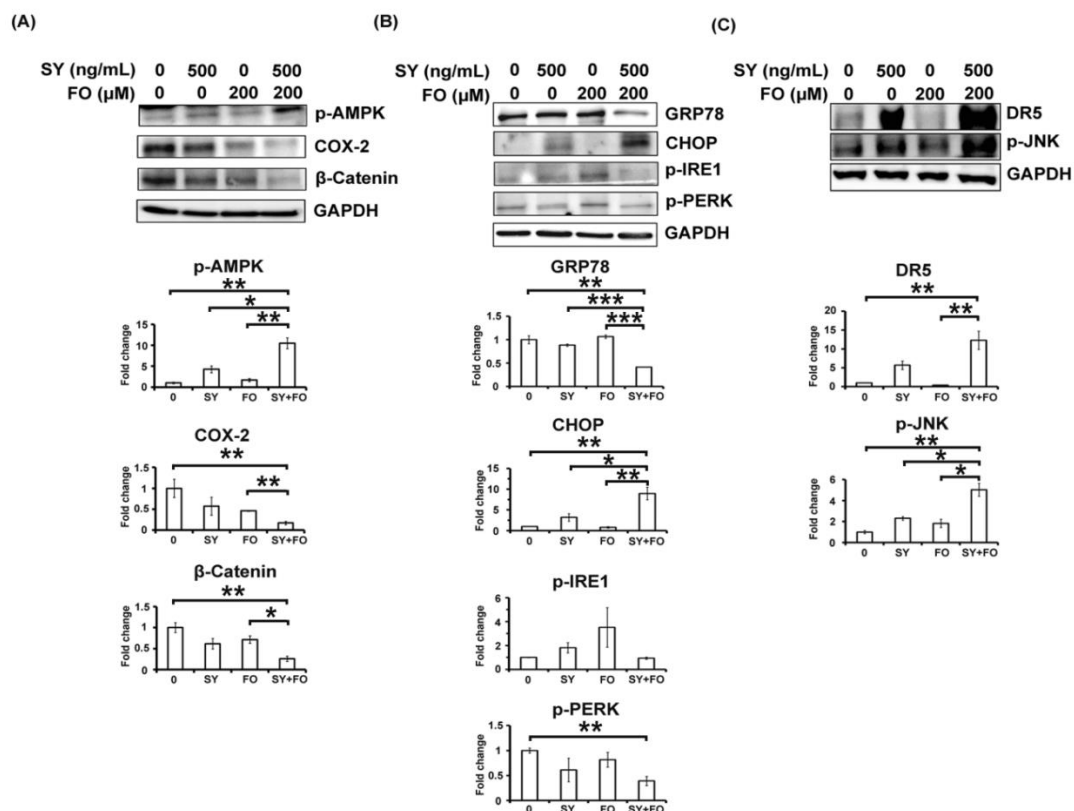 (A)
SY (ng/mL) 0 500 0 500
FO (µM) 0 0 200 200
p-AMPK
COX-2
β-Catenin
GAPDH
p-AMPK
**
*
**
Fold change
15
10
5
0
0 SY FO SY+FO
COX-2
**
**
Fold change
1.5
1
0.5
0
0 SY FO SY+FO
β-Catenin
**
*
Fold change
1.5
1
0.5
0
0 SY FO SY+FO
(B)
SY (ng/mL) 0 500 0 500
FO (µM) 0 0 200 200
GRP78
CHOP
p-IRE1
p-PERK
GAPDH
GRP78
**
***
***
Fold change
1.5
1
0.5
0
0 SY FO SY+FO
CHOP
**
*
**
Fold change
15
10
5
0
0 SY FO SY+FO
p-IRE1
Fold change
6
4
2
0
0 SY FO SY+FO
p-PERK
**
Fold change
1.5
1
0.5
0
0 SY FO SY+FO
(C)
SY (ng/mL) 0 500 0 500
FO (µM) 0 0 200 200
DR5
p-JNK
GAPDH
DR5
**
**
Fold change
20
15
10
5
0
0 SY FO SY+FO
p-JNK
**
*
*
Fold change
6
4
2
0
0 SY FO SY+FO